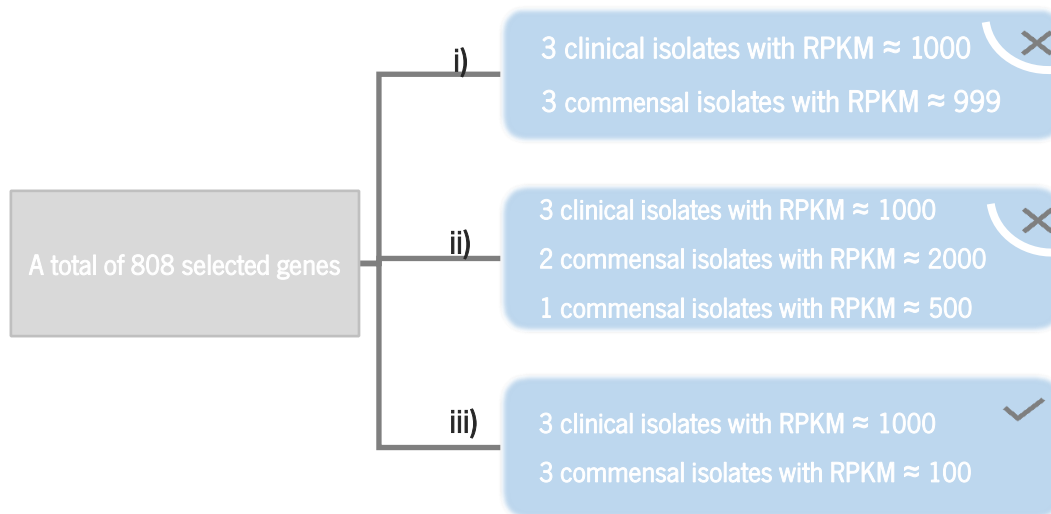 A total of 808 selected genes
i)
3 clinical isolates with RPKM ≈ 1000
3 commensal isolates with RPKM ≈ 999
ii)
3 clinical isolates with RPKM ≈ 1000
2 commensal isolates with RPKM ≈ 2000
1 commensal isolates with RPKM ≈ 500
iii)
3 clinical isolates with RPKM ≈ 1000
3 commensal isolates with RPKM ≈ 100